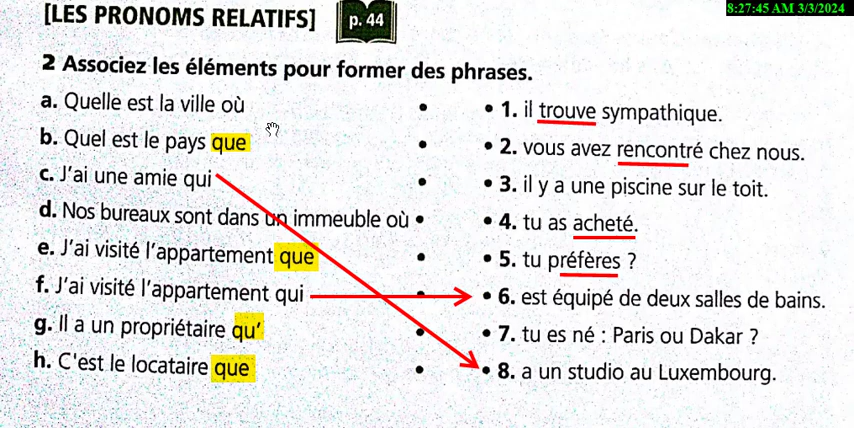 8:27:45 AM 3/3/2024
[LES PRONOMS RELATIFS] p. 44
2 Associez les éléments pour former des phrases.
a. Quelle est la ville où • • 1. il trouve sympathique.
b. Quel est le pays que • • 2. vous avez rencontré chez nous.
c. J'ai une amie qui • • 3. il y a une piscine sur le toit.
d. Nos bureaux sont dans un immeuble où • • 4. tu as acheté.
e. J'ai visité l'appartement que • • 5. tu préfères ?
f. J'ai visité l'appartement qui • • 6. est équipé de deux salles de bains.
g. Il a un propriétaire qu' • • 7. tu es né : Paris ou Dakar ?
h. C'est le locataire que • • 8. a un studio au Luxembourg.